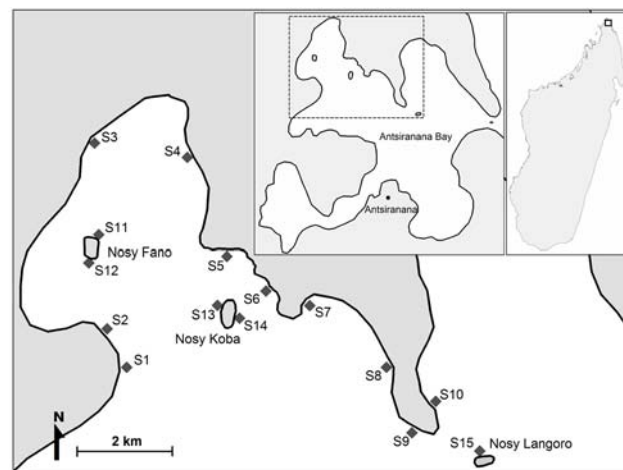 Antsiranana Bay
Antsiranana
S3
S4
S11
Nosy Fano
S12
S5
S6
S13
S14
S7
Nosy Koba
S2
S1
S8
S10
S9
S15
Nosy Langoro
N
2 km